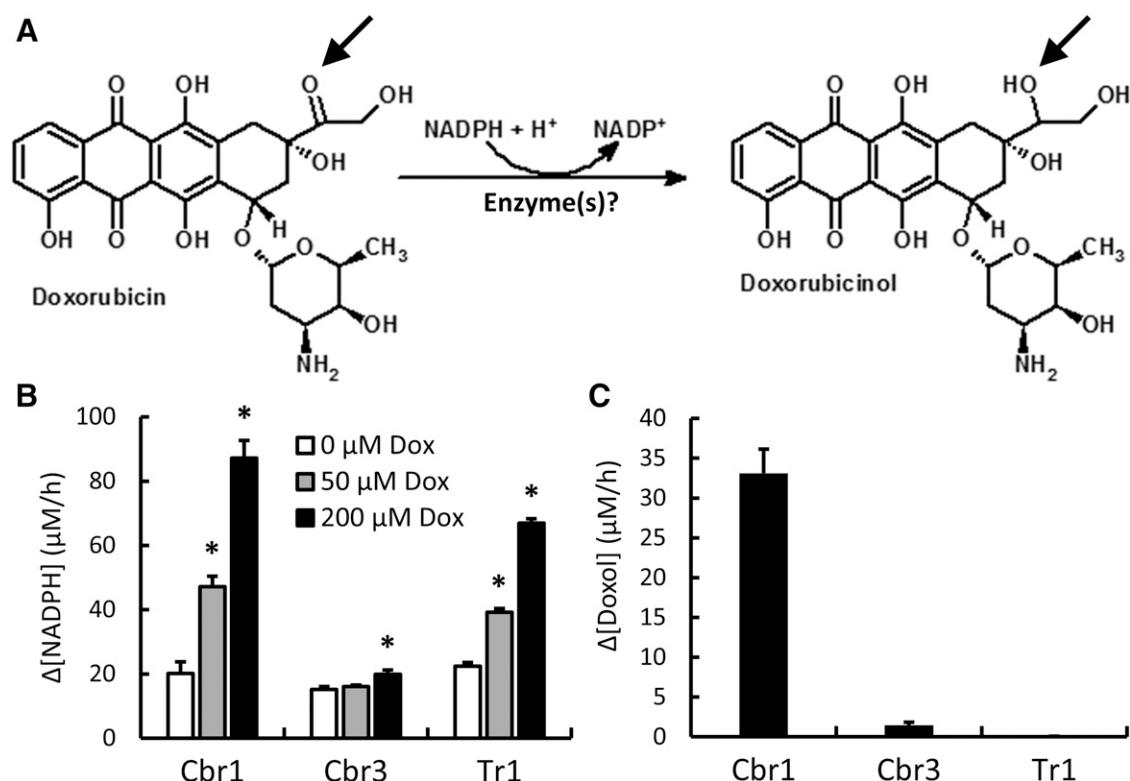 A
O
OH
O
OH
OH
NADPH + H⁺
NADP⁺
Enzyme(s)?
OH
O
OH
O
H
O
CH₃
OH
NH₂
Doxorubicin
O
OH
HO
OH
OH
OH
O
OH
O
H
O
CH₃
OH
NH₂
Doxorubicinol
B
Δ[NADPH] (µM/h)
100
80
60
40
20
0
0 µM Dox
50 µM Dox
200 µM Dox
*
*
*
*
*
Cbr1
Cbr3
Tr1
C
Δ[Doxol] (µM/h)
40
35
30
25
20
15
10
5
0
Cbr1
Cbr3
Tr1